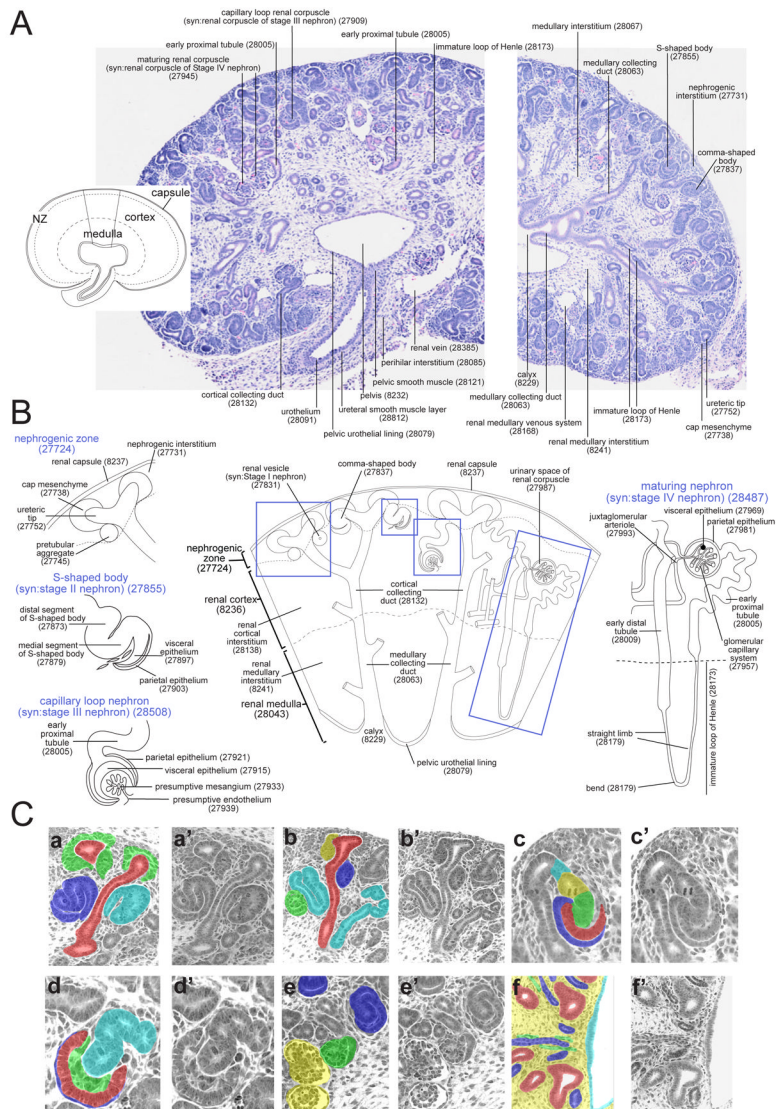 A
capillary loop renal corpuscle
(syn:renal corpuscle of stage III nephron)
(27909)
early proximal tubule (28005)
maturing renal corpuscle
(syn:renal corpuscle of Stage IV nephron)
(27945)
early proximal tubule (28005)
immature loop of Henle (28173)
medullary interstitium (28067)
medullary collecting
duct (28063)
S-shaped body
(27855)
nephrogenic
interstitium (27731)
comma-shaped
body
(27837)
capsule
NZ
cortex
medulla
renal vein (28385)
perihilar interstitium (28085)
pelvic smooth muscle (28121)
pelvis (8232)
cortical collecting duct
(28132)
urothelium
(28091)
ureteral smooth muscle layer
(28812)
pelvic urothelial lining (28079)
calyx
(8229)
medullary collecting duct
(28063)
renal medullary venous system
(28168)
immature loop of Henle
(28173)
renal medullary interstitium
(8241)
ureteric tip
(27752)
cap mesenchyme
(27738)
B
nephrogenic zone
(27724)
nephrogenic interstitium
(27731)
renal capsule (8237)
cap mesenchyme
(27738)
ureteric
tip
(27752)
pretubular
aggregate
(27745)
S-shaped body
(syn:stage II nephron) (27855)
distal segment
of S-shaped body
(27873)
medial segment
of S-shaped body
(27879)
visceral
epithelium
(27897)
parietal epithelium
(27903)
capillary loop nephron
(syn:stage III nephron) (28508)
early
proximal
tubule
(28005)
parietal epithelium (27921)
visceral epithelium (27915)
presumptive mesangium
(27933)
presumptive endothelium
(27939)
renal vesicle
(syn:Stage I nephron)
(27831)
comma-shaped body
(27837)
renal capsule
(8237)
urinary space of
renal corpuscle
(27987)
nephrogenic
zone
(27724)
renal cortex
(8236)
renal
cortical
interstitium
(28138)
renal
medullary
interstitium
(8241)
renal medulla
(28043)
cortical
collecting duct (28132)
medullary
collecting
duct
(28063)
calyx
(8229)
pelvic urothelial lining
(28079)
maturing nephron
(syn:stage IV nephron) (28487)
visceral epithelium (27969)
juxtaglomerular
arteriole
(27993)
parietal epithelium
(27981)
early
proximal
tubule
(28005)
early distal
tubule
(28009)
glomerular
capillary
system
(27957)
immature loop of Henle (28173)
straight limb
(28179)
bend (28179)
C
a
a'
b
b'
c
c'
d
d'
e
e'
f
f'